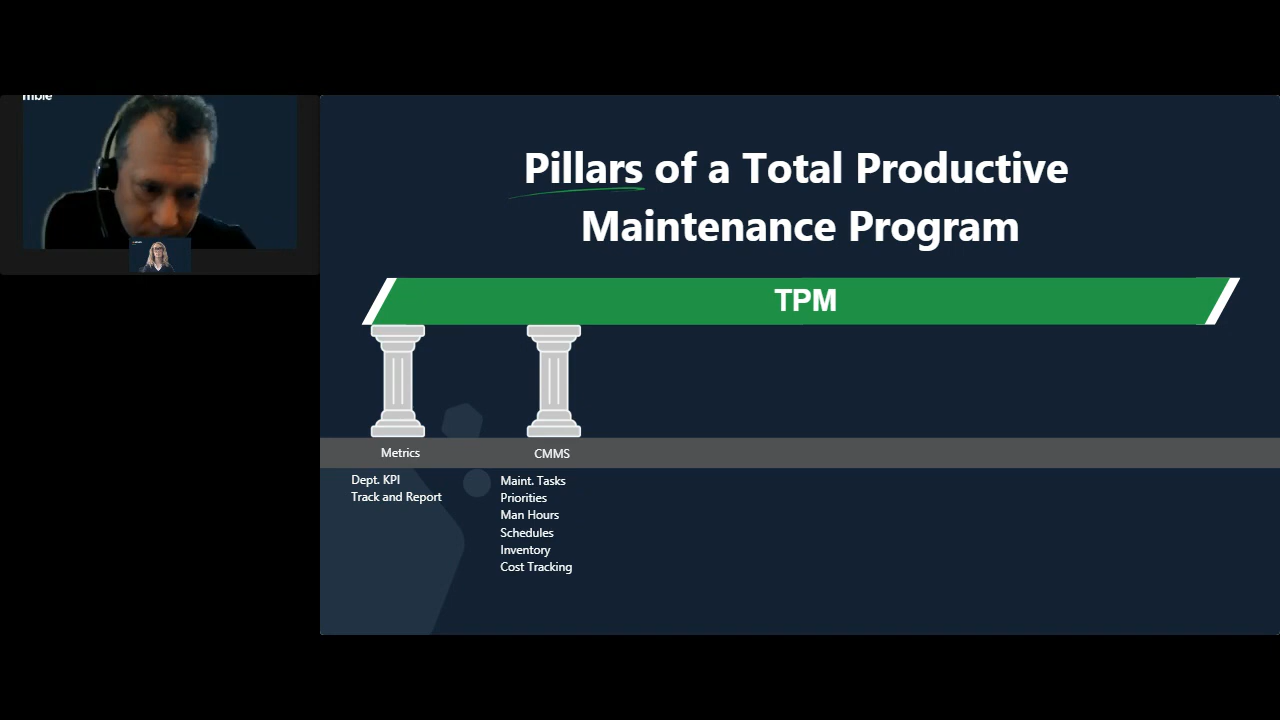 Pillars of a Total Productive
Maintenance Program
TPM
Metrics
CMMS
Dept. KPI
Track and Report
Maint. Tasks
Priorities
Man Hours
Schedules
Inventory
Cost Tracking